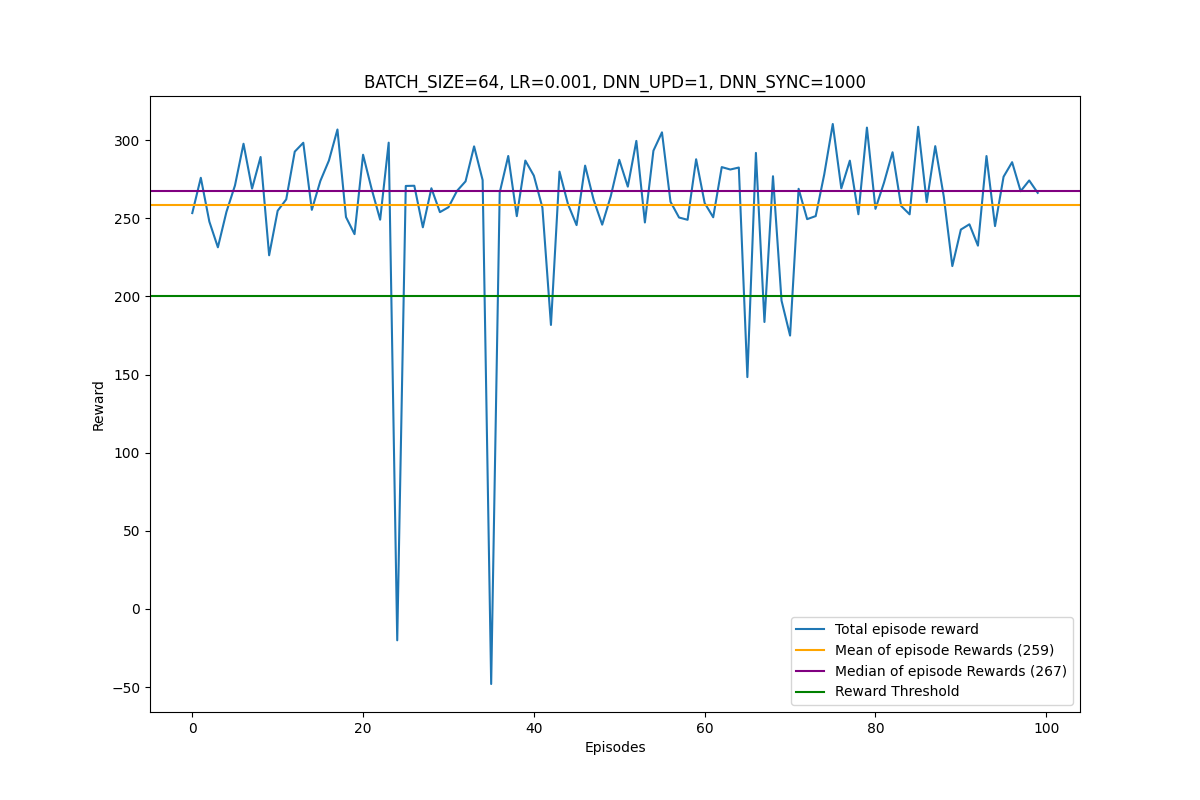 BATCH_SIZE=64, LR=0.001, DNN_UPD=1, DNN_SYNC=1000
300
250
200
150
100
50
0
−50
Reward
0 20 40 60 80 100
Episodes
Total episode reward
Mean of episode Rewards (259)
Median of episode Rewards (267)
Reward Threshold